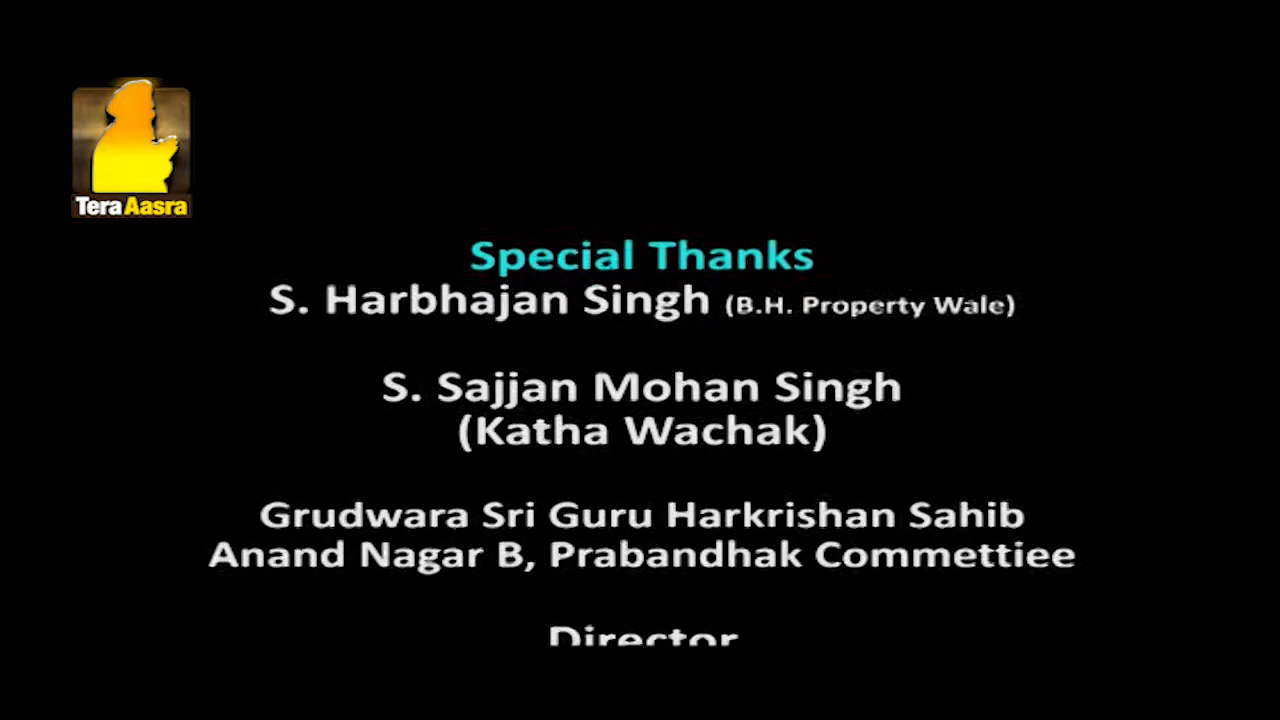 Tera Aasra
Special Thanks
S. Harbhajan Singh (B.H. Property Wale)
S. Sajjan Mohan Singh
(Katha Wachak)
Grudwara Sri Guru Harkrishan Sahib
Anand Nagar B, Prabandhak Commettiee
Director